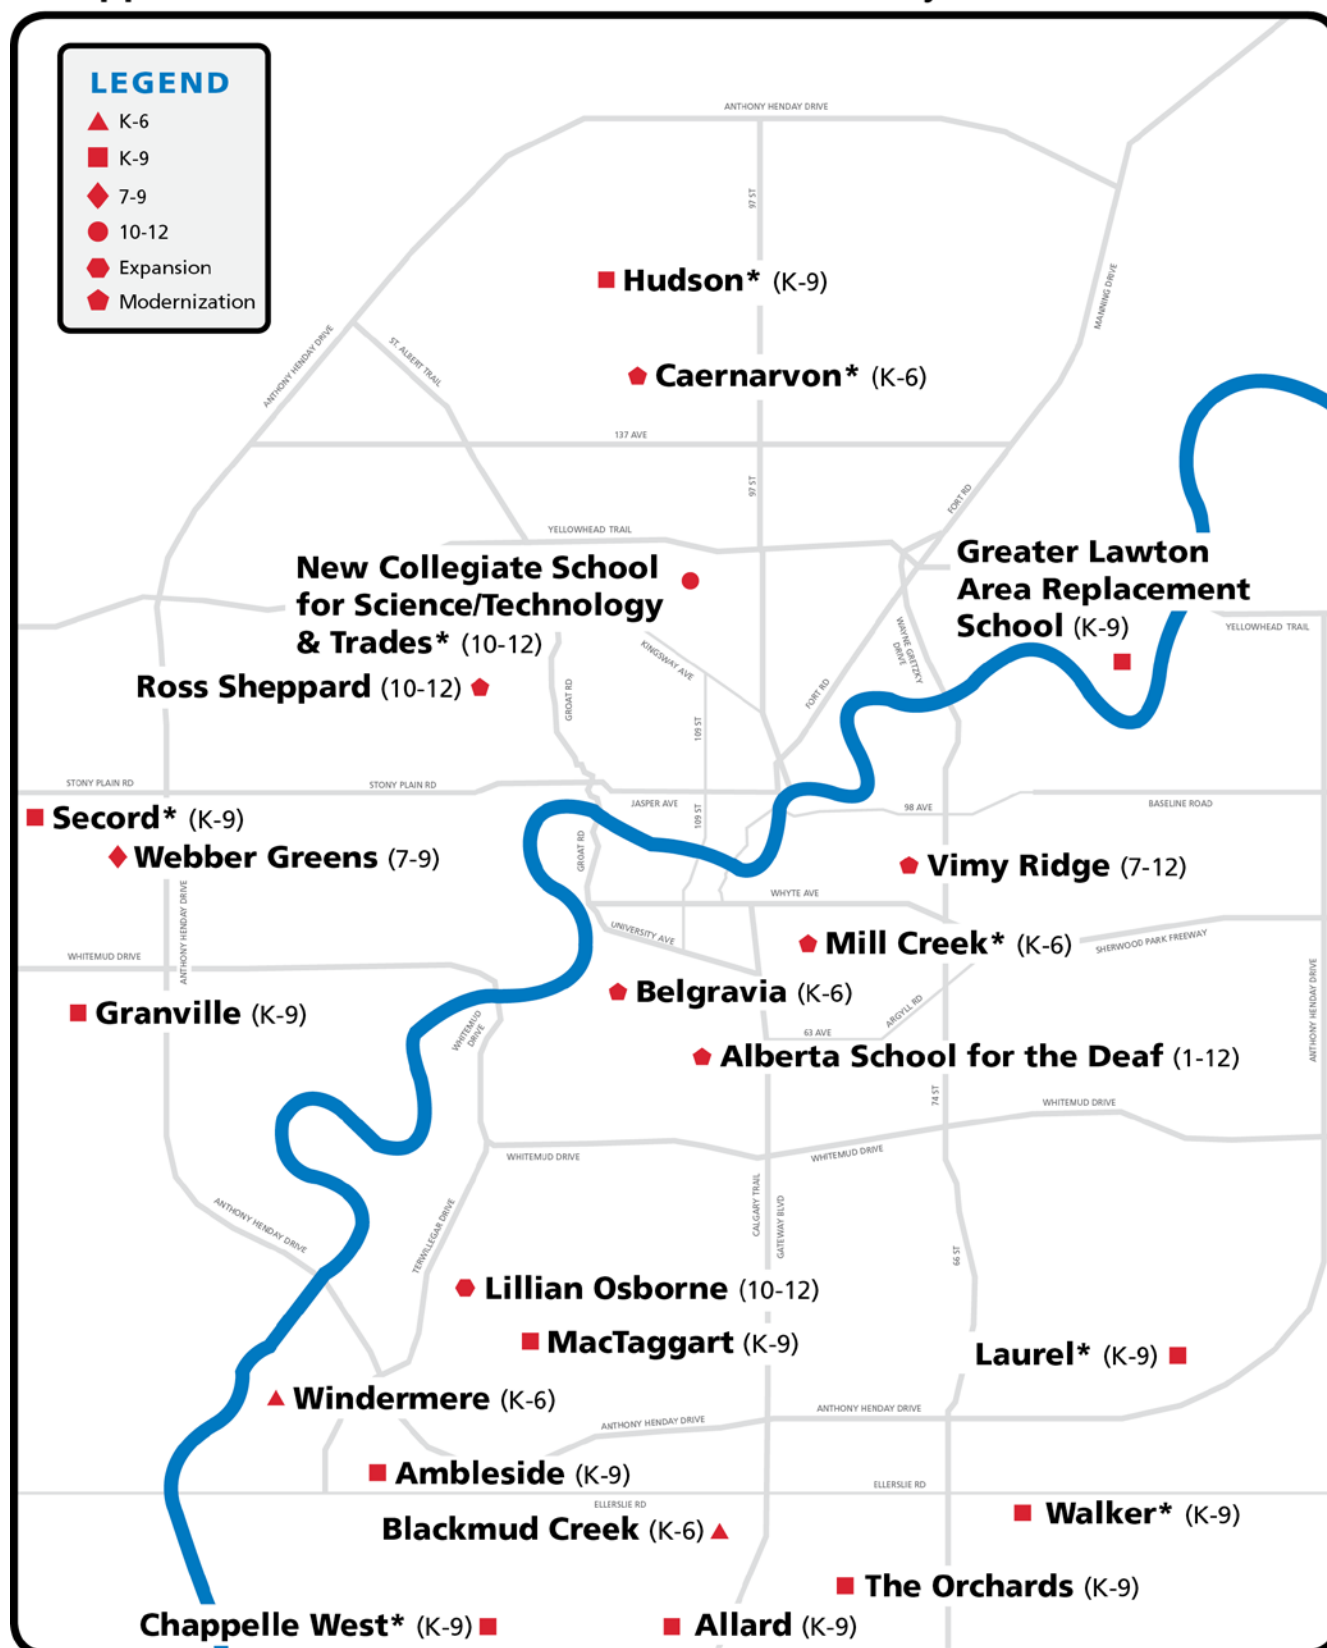 LEGEND
K-6
K-9
7-9
10-12
Expansion
Modernization
ANTHONY HENDAY DRIVE
97 ST
MANNING DRIVE
Hudson* (K-9)
ANTHONY HENDAY DRIVE
ST. ALBERT TRAIL
Caernarvon* (K-6)
137 AVE
97 ST
FORT RD
YELLOWHEAD TRAIL
New Collegiate School
for Science/Technology
& Trades* (10-12)
Greater Lawton
Area Replacement
School (K-9)
YELLOWHEAD TRAIL
WAYNE GRETZKY
DRIVE
KINGSWAY AVE
Ross Sheppard (10-12)
GROAT RD
109 ST
FORT RD
STONY PLAIN RD
STONY PLAIN RD
JASPER AVE
109 ST
98 AVE
BASELINE ROAD
Secord* (K-9)
Webber Greens (7-9)
GROAT RD
Vimy Ridge (7-12)
WHYTE AVE
ANTHONY HENDAY DRIVE
UNIVERSITY AVE
Mill Creek* (K-6)
SHERWOOD PARK FREEWAY
WHITEMUD DRIVE
Belgravia (K-6)
ARGYLL RD
ANTHONY HENDAY DRIVE
Granville (K-9)
WHITEMUD
DRIVE
63 AVE
Alberta School for the Deaf (1-12)
74 ST
WHITEMUD DRIVE
WHITEMUD DRIVE
WHITEMUD DRIVE
ANTHONY HENDAY DRIVE
TERWILLEGAR DRIVE
CALGARY TRAIL
GATEWAY BLVD
66 ST
Lillian Osborne (10-12)
MacTaggart (K-9)
Laurel* (K-9)
Windermere (K-6)
ANTHONY HENDAY DRIVE
ANTHONY HENDAY DRIVE
Ambleside (K-9)
ELLERSLIE RD
ELLERSLIE RD
Blackmud Creek (K-6)
Walker* (K-9)
The Orchards (K-9)
Chappelle West* (K-9)
Allard (K-9)